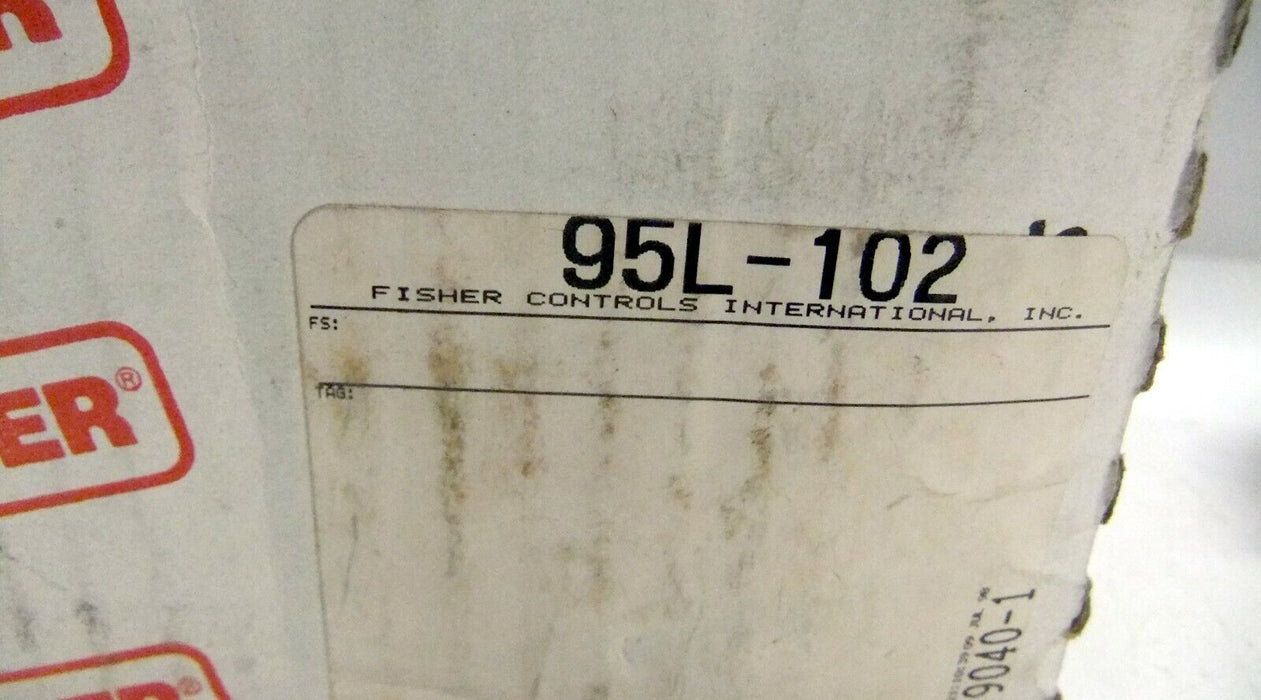 95L-102
FISHER CONTROLS INTERNATIONAL, INC.
FS:
TAG:
ER®
9040-1